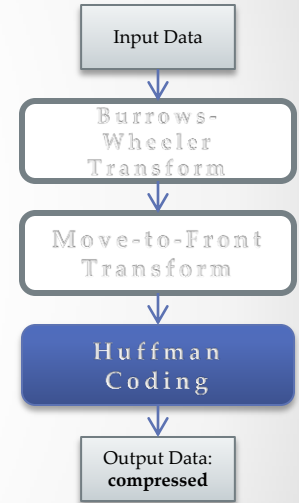 Input Data
Burrows-
Wheeler
Transform
Move-to-Front
Transform
Huffman
Coding
Output Data:
compressed